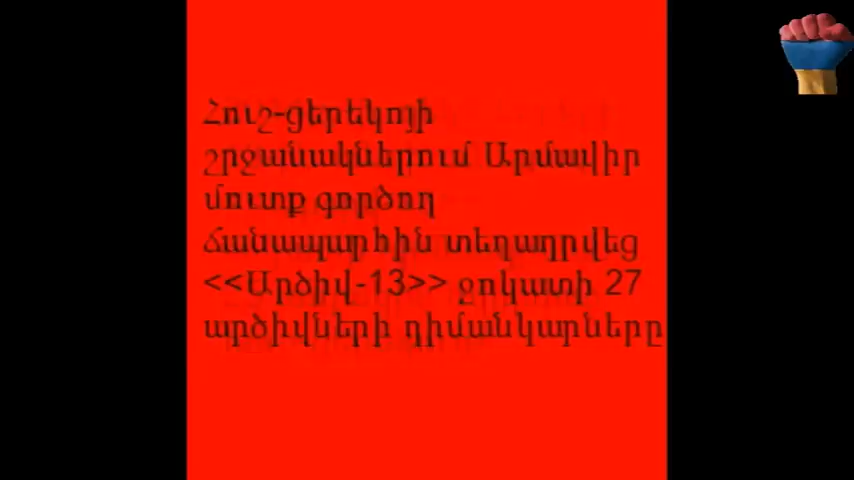 Հուշ-ցերեկոյի
շրջանակներում Արմավիր
մուտք գործող
ճանապարհին տեղադրվեց
<<Արծիվ-13>> ջոկատի 27
արծիվների դիմանկարները